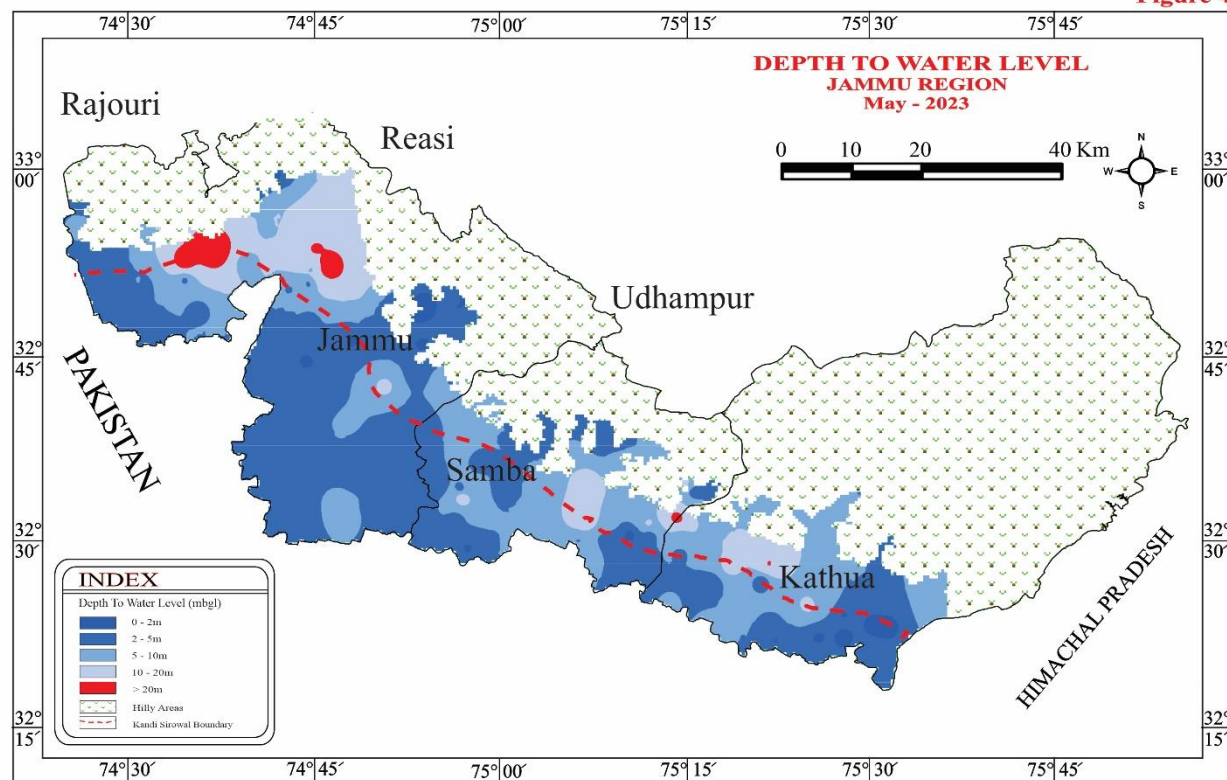 Figure
74°30´ 74°45´ 75°00´ 75°15´ 75°30´ 75°45´
DEPTH TO WATER LEVEL
JAMMU REGION
May - 2023
0 10 20 40 Km
N
W E
S
Rajouri
Reasi
Udhampur
Jammu
Samba
Kathua
PAKISTAN
HIMACHAL PRADESH
33°
00´
33°
00´
32°
45´
32°
45´
32°
30´
32°
30´
32°
15´
32°
15´
INDEX
Depth To Water Level (mbgl)
0 - 2m
2 - 5m
5 - 10m
10 - 20m
> 20m
Hilly Areas
Kandi Sirowal Boundary
74°30´ 74°45´ 75°00´ 75°15´ 75°30´ 75°45´